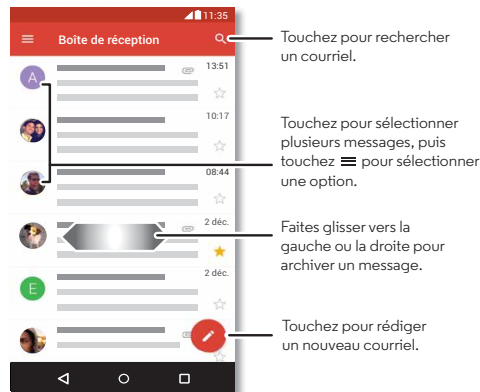 11:35
Boîte de réception
Touchez pour rechercher
un courriel.
A
13:51
10:17
Touchez pour sélectionner
plusieurs messages, puis
touchez ☰ pour sélectionner
une option.
08:44
2 déc.
Faites glisser vers la
gauche ou la droite pour
archiver un message.
2 déc.
E
Touchez pour rédiger
un nouveau courriel.